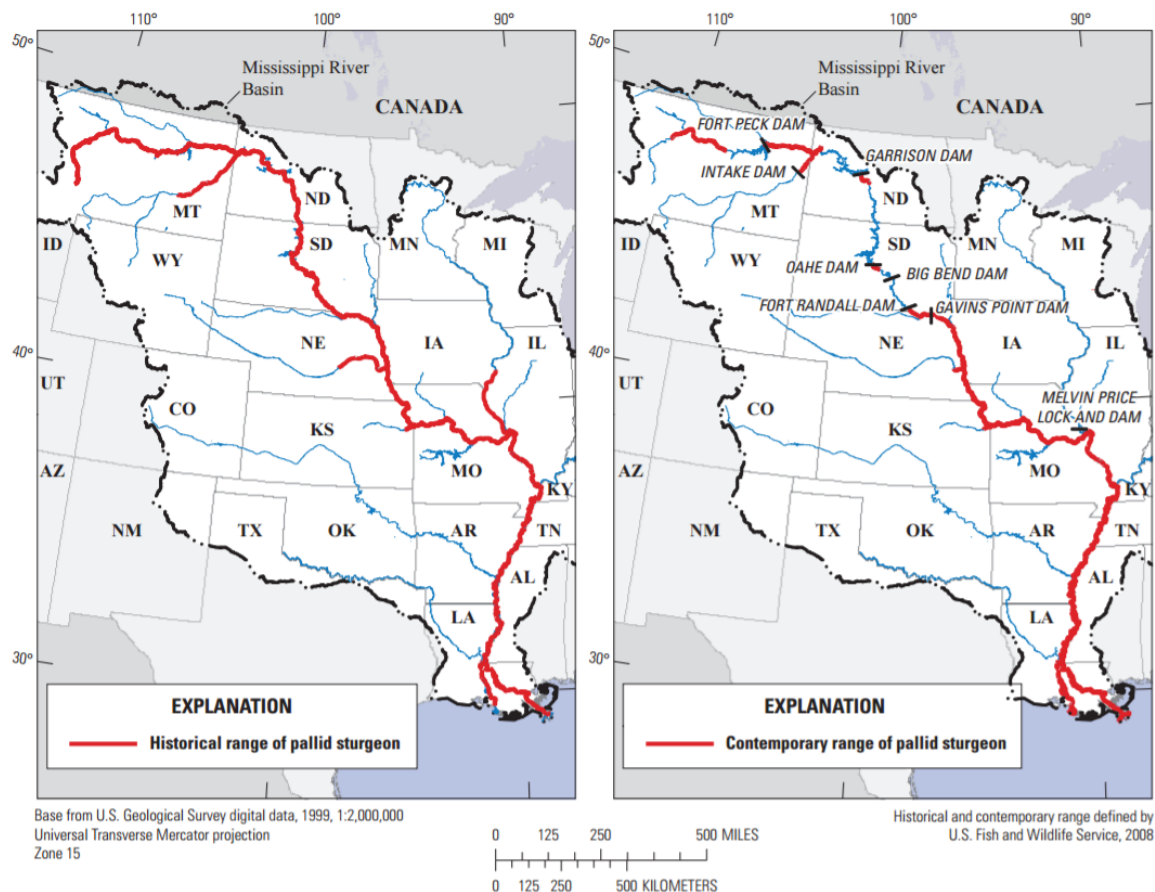 110°
100°
90°
50°
Mississippi River
Basin
CANADA
MT
ND
ID
SD
MN
MI
WY
40°
NE
IA
IL
UT
CO
KS
MO
KY
AZ
NM
TX
OK
AR
TN
AL
LA
30°
EXPLANATION
Historical range of pallid sturgeon
110°
100°
90°
50°
Mississippi River
Basin
CANADA
FORT PECK DAM
GARRISON DAM
INTAKE DAM
ND
MT
ID
SD
MN
MI
WY
OAHE DAM
BIG BEND DAM
FORT RANDALL DAM
GAVINS POINT DAM
40°
NE
IA
IL
UT
MELVIN PRICE
LOCK AND DAM
CO
KS
MO
KY
AZ
NM
TX
OK
AR
TN
AL
LA
30°
EXPLANATION
Contemporary range of pallid sturgeon
Base from U.S. Geological Survey digital data, 1999, 1:2,000,000
Universal Transverse Mercator projection
Zone 15
0 125 250 500 MILES
0 125 250 500 KILOMETERS
Historical and contemporary range defined by
U.S. Fish and Wildlife Service, 2008